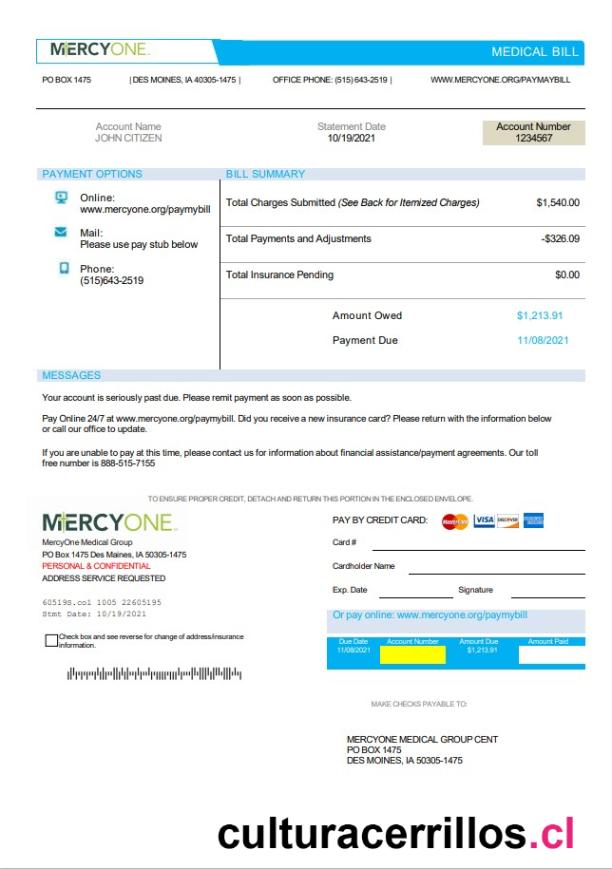 MERCYONE
MEDICAL BILL
PO BOX 1475 | DES MOINES, IA 40305-1475 | OFFICE PHONE: (515) 643-2519 | WWW.MERCYONE.ORG/PAYMAYBILL
Account Name Statement Date Account Number
JOHN CITIZEN 10/19/2021 1234567
PAYMENT OPTIONS
Online:
www.mercyone.org/paymybill
Mail:
Please use pay stub below
Phone:
(515)643-2519
BILL SUMMARY
Total Charges Submitted (See Back for Itemized Charges) $1,540.00
Total Payments and Adjustments -$326.09
Total Insurance Pending $0.00
Amount Owed $1,213.91
Payment Due 11/08/2021
MESSAGES
Your account is seriously past due. Please remit payment as soon as possible.
Pay Online 24/7 at www.mercyone.org/paymybill. Did you receive a new insurance card? Please return with the information below
or call our office to update.
If you are unable to pay at this time, please contact us for information about financial assistance/payment agreements. Our toll
free number is 888-515-7155
TO ENSURE PROPER CREDIT, DETACH AND RETURN THIS PORTION IN THE ENCLOSED ENVELOPE.
MERCYONE
MercyOne Medical Group
PO Box 1475 Des Maines, IA 50305-1475
PERSONAL & CONFIDENTIAL
ADDRESS SERVICE REQUESTED
60519S.co1 1005 22605195
Stmt Date: 10/19/2021
Check box and see reverse for change of address/insurance
information.
PAY BY CREDIT CARD: MasterCard VISA DISCOVER
Card #
Cardholder Name
Exp. Date Signature
Or pay online: www.mercyone.org/paymybill
Due Date Account Number Amount Due Amount Paid
11/08/2021 $1,213.91
MAKE CHECKS PAYABLE TO:
MERCYONE MEDICAL GROUP CENT
PO BOX 1475
DES MOINES, IA 50305-1475
culturacerrillos.cl